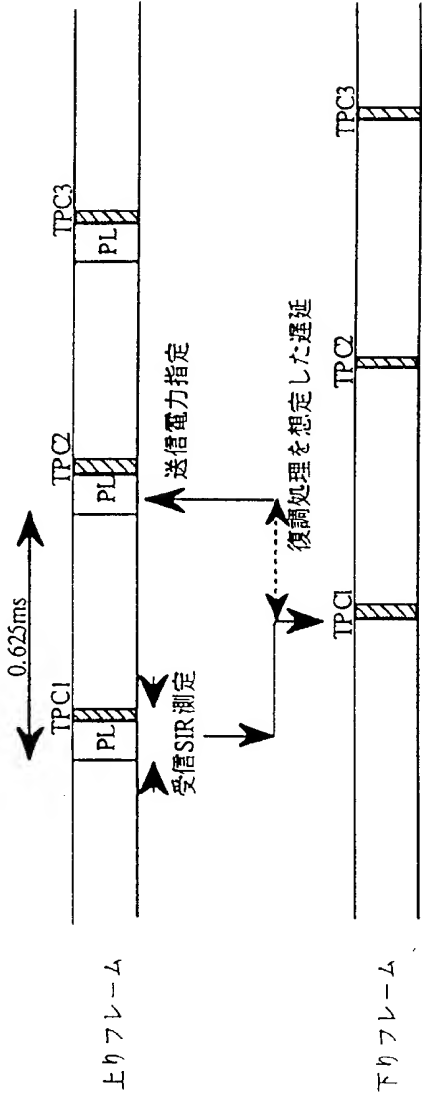 0.625ms
TPC1
TPC2
TPC3
PL
PL
PL
上りフレーム
受信SIR測定
送信電力指定
復調処理を想定した遅延
TPC1
TPC2
TPC3
下りフレーム